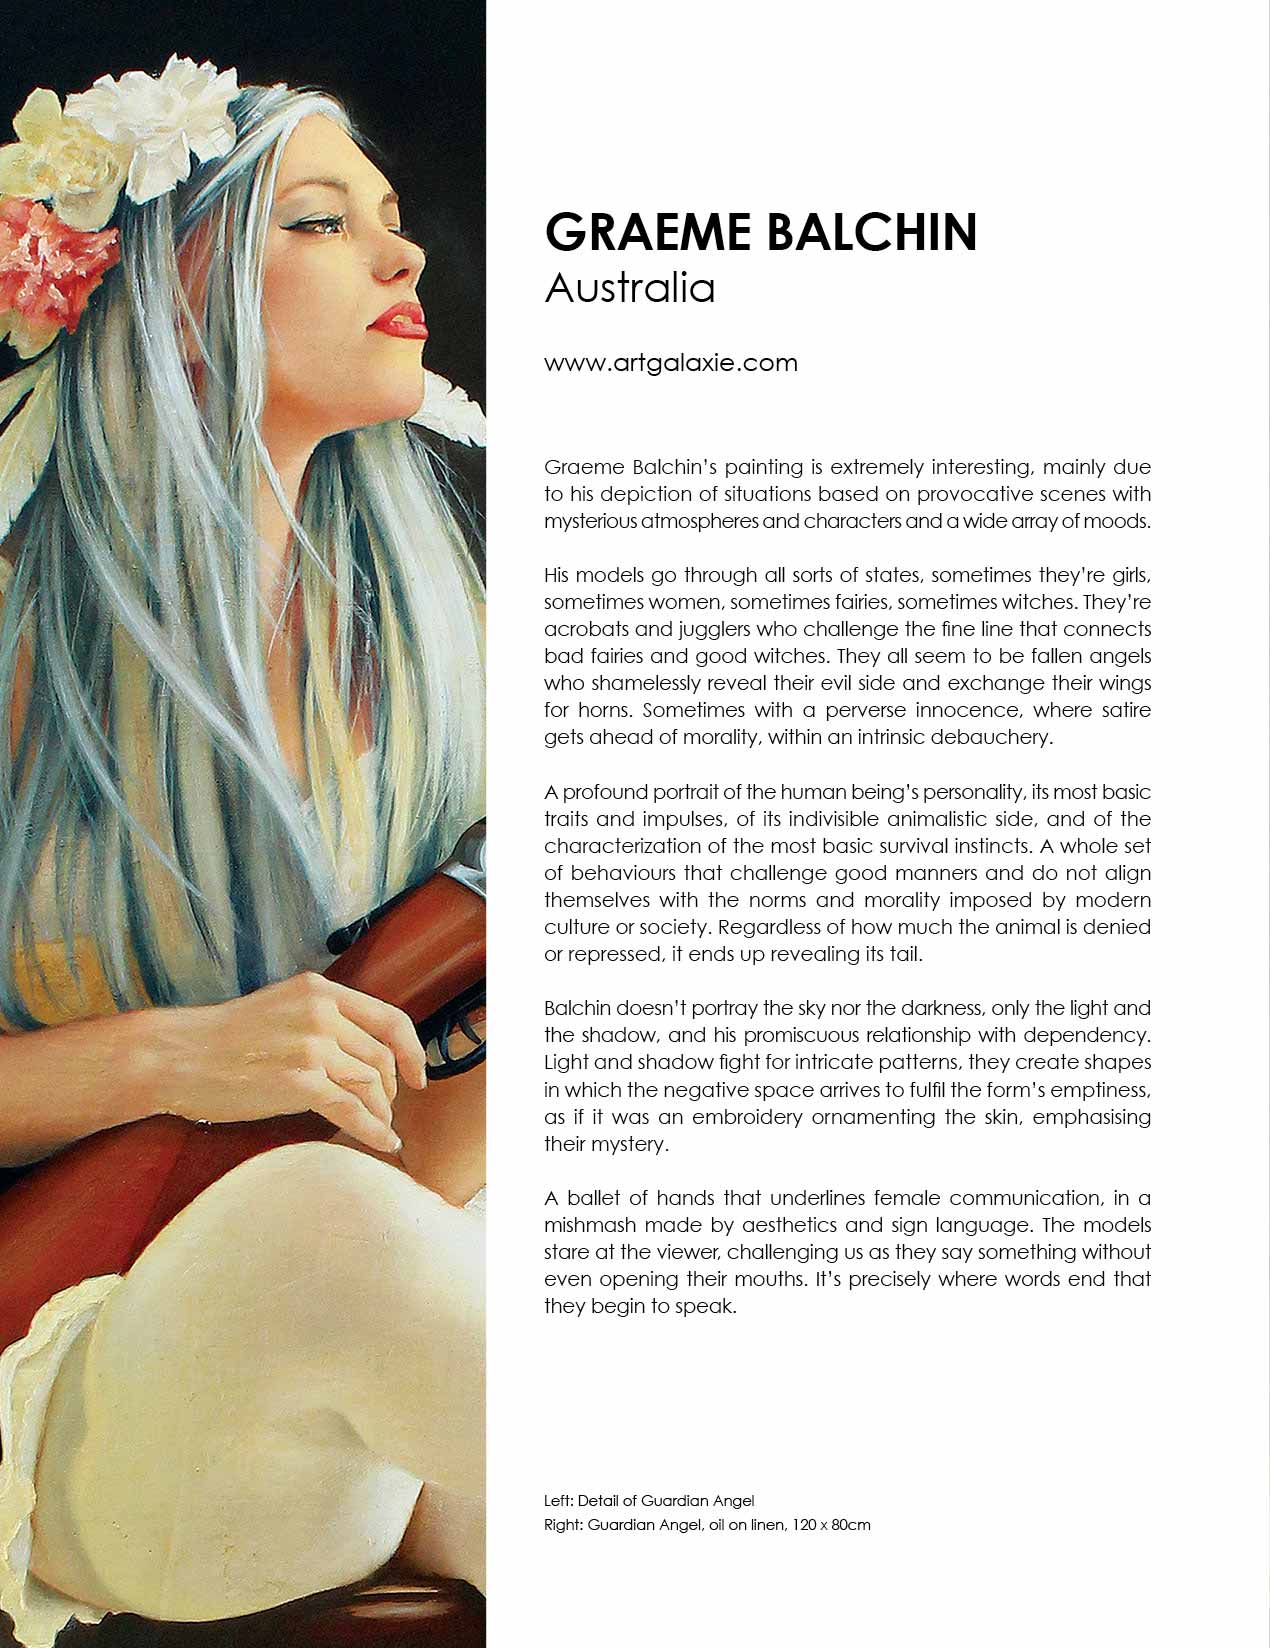 GRAEME BALCHIN
Australia
www.artgalaxie.com
Graeme Balchin’s painting is extremely interesting, mainly due
to his depiction of situations based on provocative scenes with
mysterious atmospheres and characters and a wide array of moods.
His models go through all sorts of states, sometimes they’re girls,
sometimes women, sometimes fairies, sometimes witches. They’re
acrobats and jugglers who challenge the fine line that connects
bad fairies and good witches. They all seem to be fallen angels
who shamelessly reveal their evil side and exchange their wings
for horns. Sometimes with a perverse innocence, where satire
gets ahead of morality, within an intrinsic debauchery.
A profound portrait of the human being’s personality, its most basic
traits and impulses, of its indivisible animalistic side, and of the
characterization of the most basic survival instincts. A whole set
of behaviours that challenge good manners and do not align
themselves with the norms and morality imposed by modern
culture or society. Regardless of how much the animal is denied
or repressed, it ends up revealing its tail.
Balchin doesn’t portray the sky nor the darkness, only the light and
the shadow, and his promiscuous relationship with dependency.
Light and shadow fight for intricate patterns, they create shapes
in which the negative space arrives to fulfil the form’s emptiness,
as if it was an embroidery ornamenting the skin, emphasising
their mystery.
A ballet of hands that underlines female communication, in a
mishmash made by aesthetics and sign language. The models
stare at the viewer, challenging us as they say something without
even opening their mouths. It’s precisely where words end that
they begin to speak.
Left: Detail of Guardian Angel
Right: Guardian Angel, oil on linen, 120 x 80cm